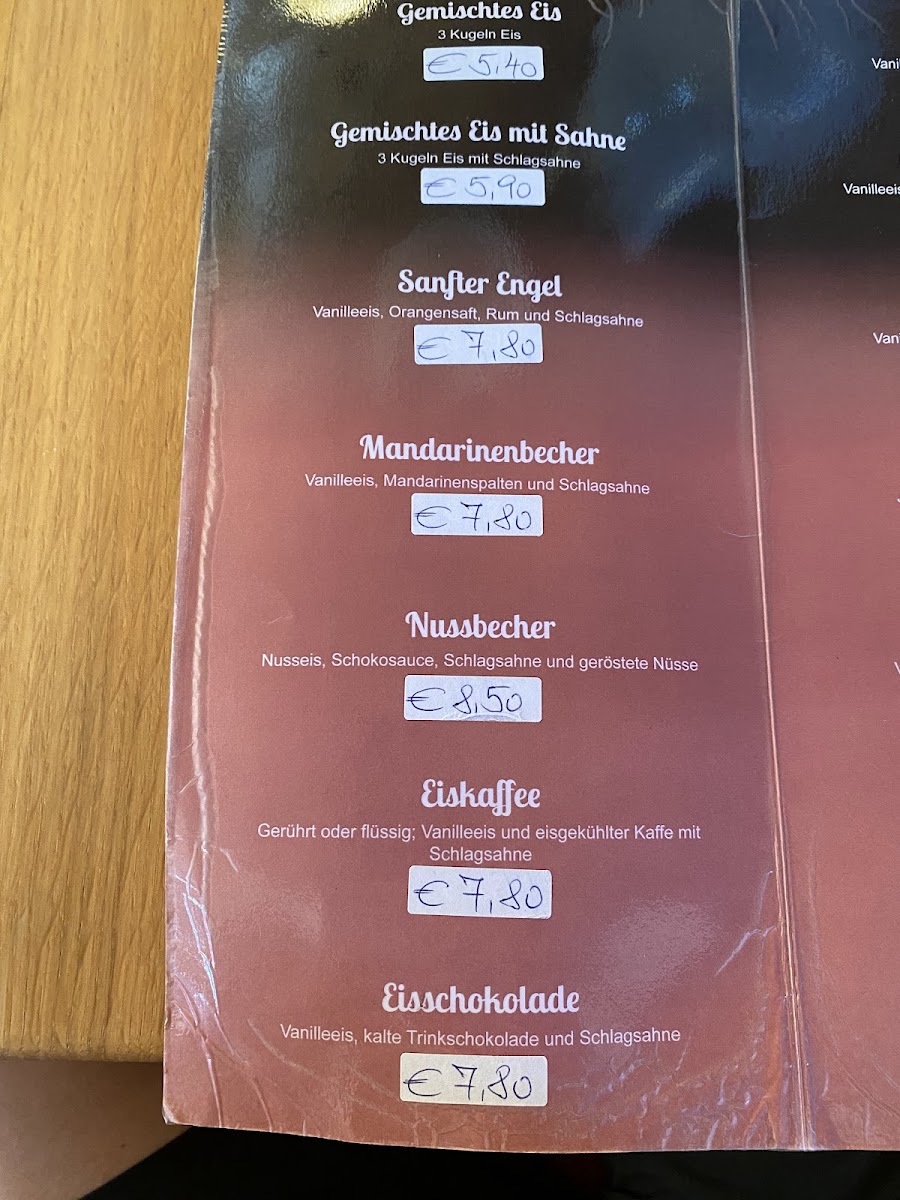 Gemischtes Eis
3 Kugeln Eis
€ 5,40
Gemischtes Eis mit Sahne
3 Kugeln Eis mit Schlagsahne
€ 5,90
Sanfter Engel
Vanilleeis, Orangensaft, Rum und Schlagsahne
€ 7,80
Mandarinenbecher
Vanilleeis, Mandarinenspalten und Schlagsahne
€ 7,80
Nussbecher
Nusseis, Schokosauce, Schlagsahne und geröstete Nüsse
€ 8,50
Eiskaffee
Gerührt oder flüssig; Vanilleeis und eisgekühlter Kaffe mit
Schlagsahne
€ 7,80
Eisschokolade
Vanilleeis, kalte Trinkschokolade und Schlagsahne
€ 7,80